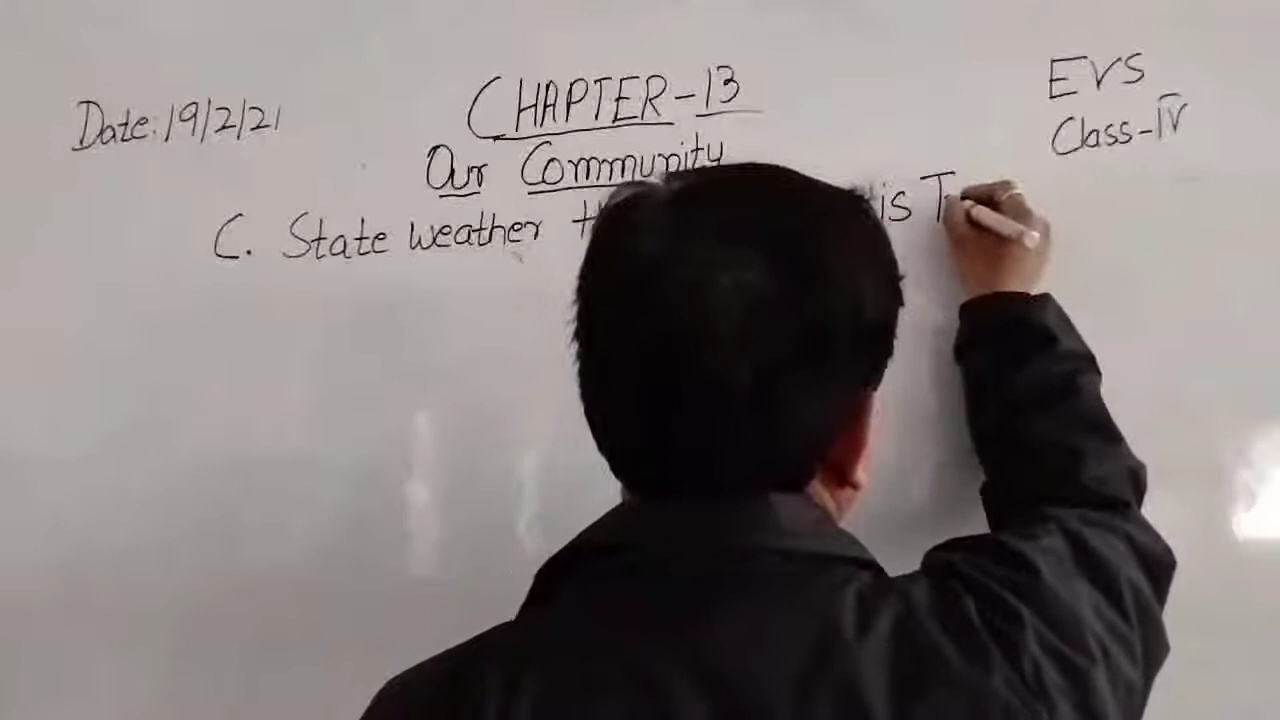 Date: 19/2/21
CHAPTER-13
EVS
Class-IV
Our Community
C. State weather is